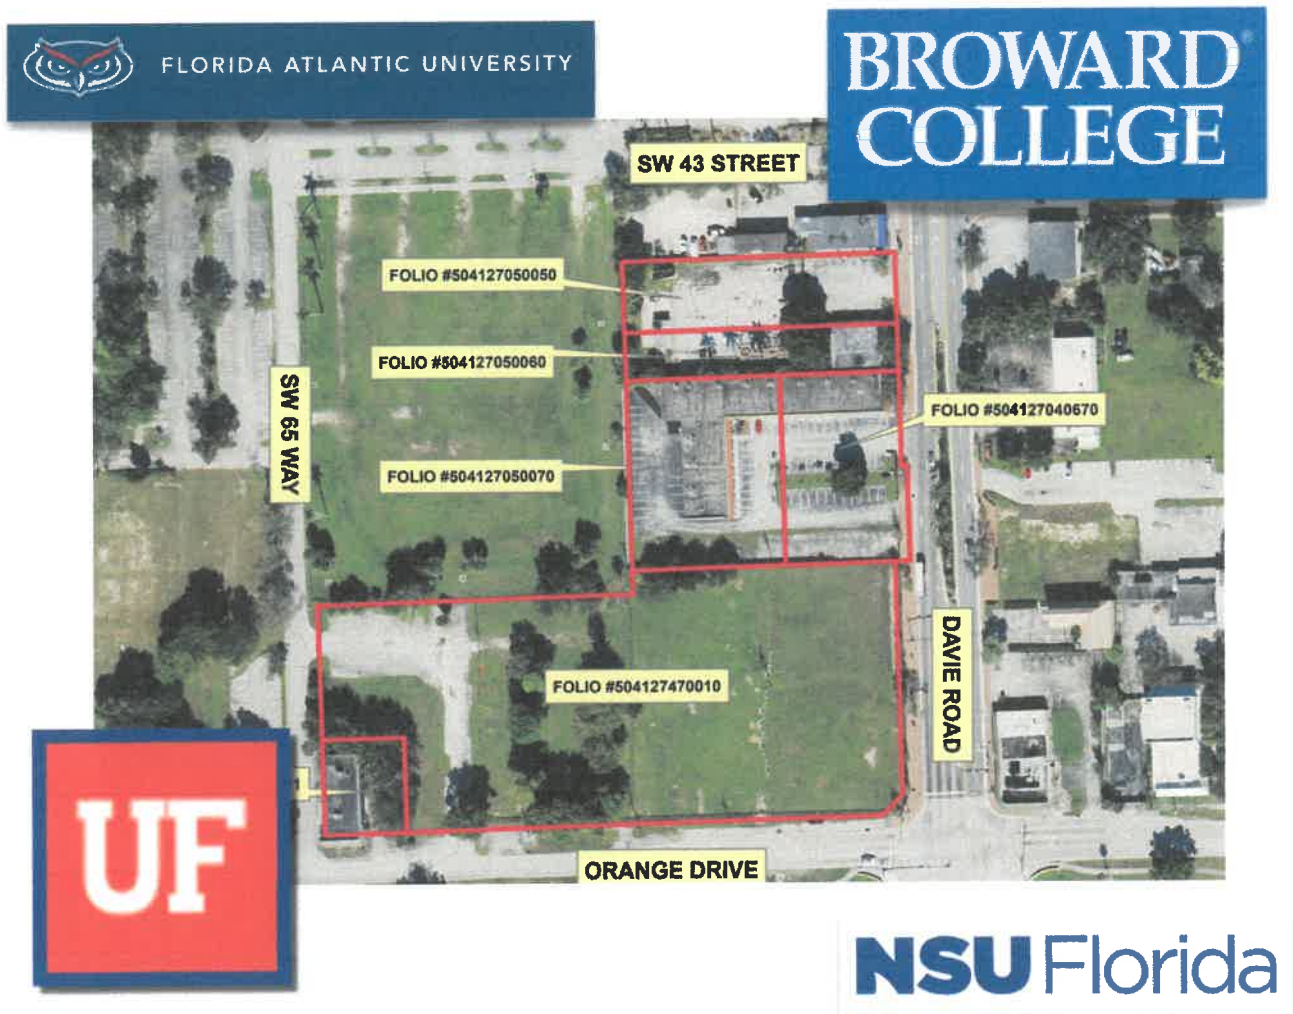 FLORIDA ATLANTIC UNIVERSITY
BROWARD
COLLEGE
SW 43 STREET
FOLIO #504127050050
FOLIO #504127050060
SW 65 WAY
FOLIO #504127040670
FOLIO #504127050070
DAVIE ROAD
FOLIO #504127470010
UF
ORANGE DRIVE
NSU Florida